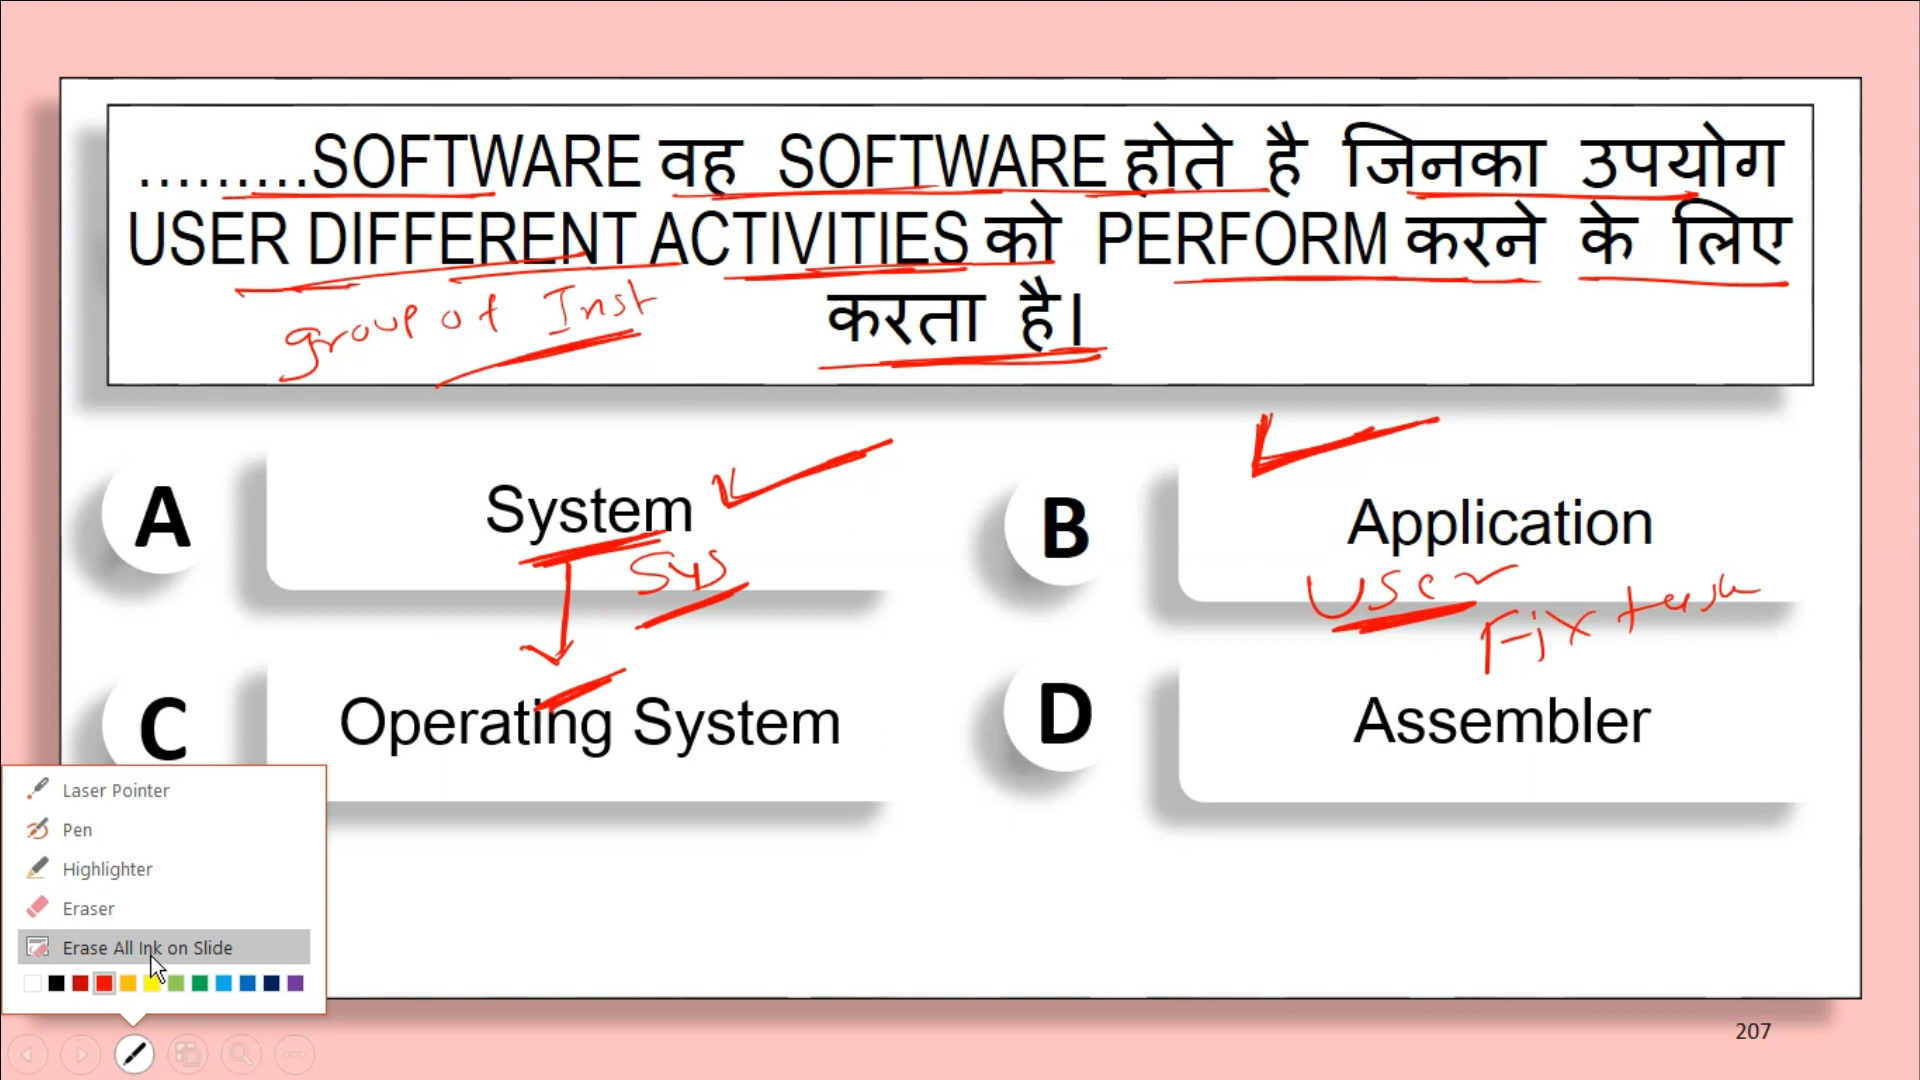 .........SOFTWARE वह SOFTWARE होते है जिनका उपयोग
USER DIFFERENT ACTIVITIES को PERFORM करने के लिए
करता है।
group of Inst
A
System
Sys
B
Application
User
Fix
C
Operating System
D
Assembler
Laser Pointer
Pen
Highlighter
Eraser
Erase All Ink on Slide
207